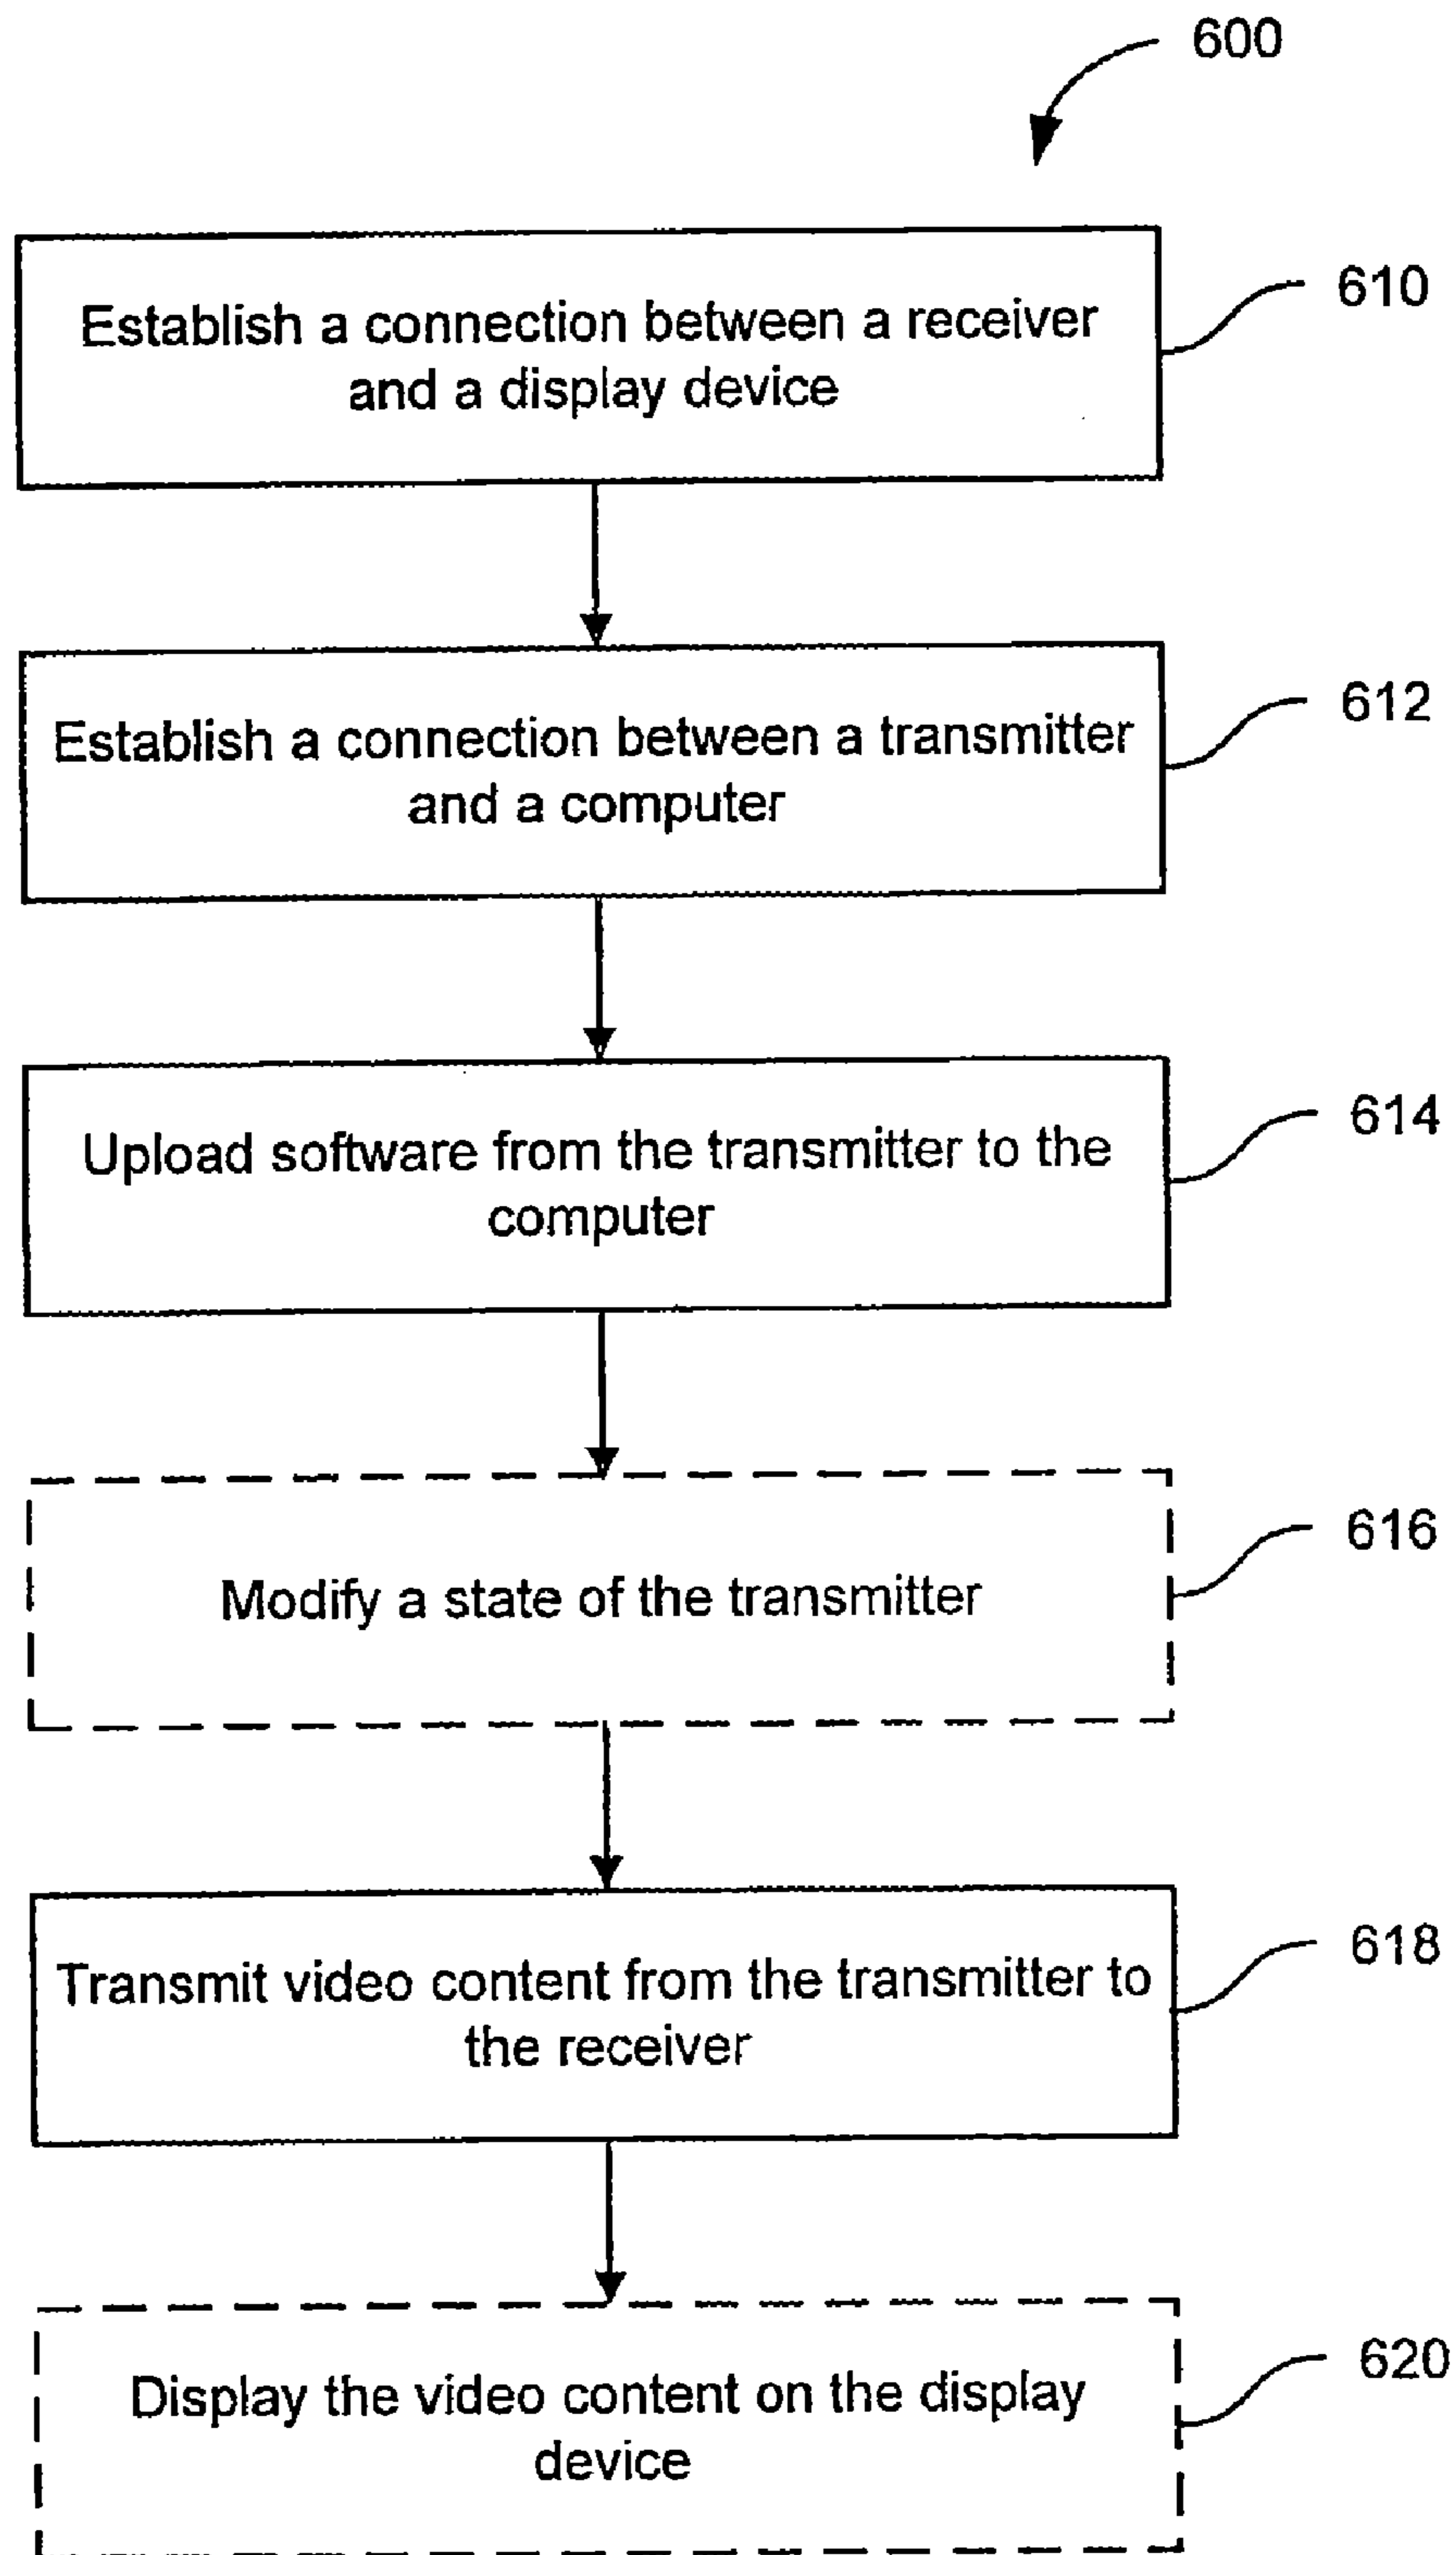 600
Establish a connection between a receiver
and a display device
610
Establish a connection between a transmitter
and a computer
612
Upload software from the transmitter to the
computer
614
Modify a state of the transmitter
616
Transmit video content from the transmitter to
the receiver
618
Display the video content on the display
device
620